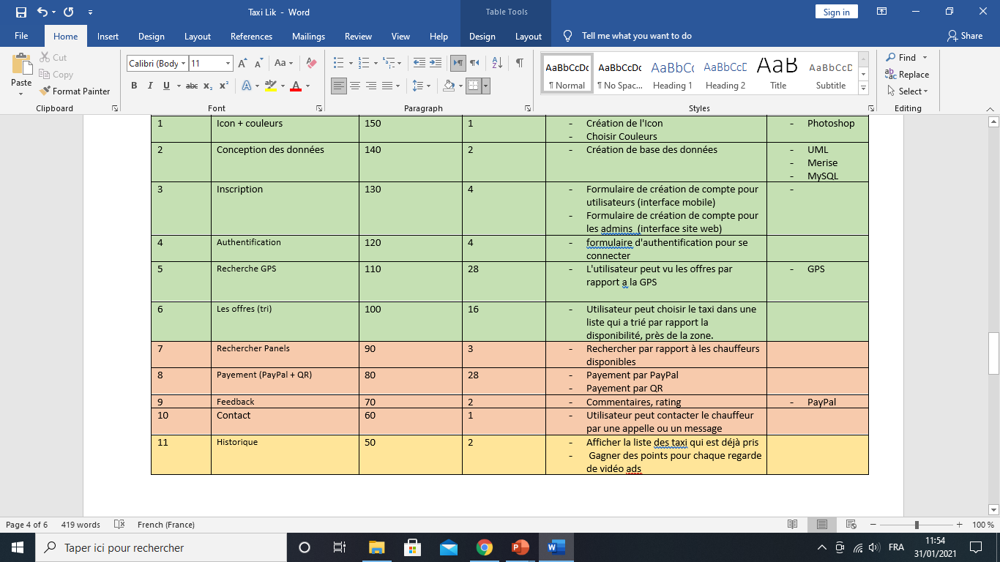 Taxi Lik - Word
Table Tools
Sign in
File Home Insert Design Layout References Mailings Review View Help Design Layout Tell me what you want to do Share
Paste
Cut
Copy
Format Painter
Clipboard
Calibri (Body 11
Font
Paragraph
AaBbCcDc AaBbCcDc AaBbCc AaBbCcD AaB AaBbCcD
¶ Normal ¶ No Spac... Heading 1 Heading 2 Title Subtitle
Styles
Find
Replace
Select
Editing
1 Icon + couleurs 150 1 - Création de l'Icon - Photoshop
- Choisir Couleurs
2 Conception des données 140 2 - Création de base des données - UML
- Merise
- MySQL
3 Inscription 130 4 - Formulaire de création de compte pour -
utilisateurs (interface mobile)
- Formulaire de création de compte pour
les admins (interface site web)
4 Authentification 120 4 - formulaire d'authentification pour se
connecter
5 Recherche GPS 110 28 - L'utilisateur peut vu les offres par - GPS
rapport a la GPS
6 Les offres (tri) 100 16 - Utilisateur peut choisir le taxi dans une
liste qui a trié par rapport la
disponibilité, près de la zone.
7 Rechercher Panels 90 3 - Rechercher par rapport à les chauffeurs
disponibles
8 Payement (PayPal + QR) 80 28 - Payement par PayPal
- Payement par QR
9 Feedback 70 2 - Commentaires, rating - PayPal
10 Contact 60 1 - Utilisateur peut contacter le chauffeur
par une appelle ou un message
11 Historique 50 2 - Afficher la liste des taxi qui est déjà pris
- Gagner des points pour chaque regarde
de vidéo ads
Page 4 of 6 419 words French (France) 100 %
Taper ici pour rechercher
FRA
11:54
31/01/2021